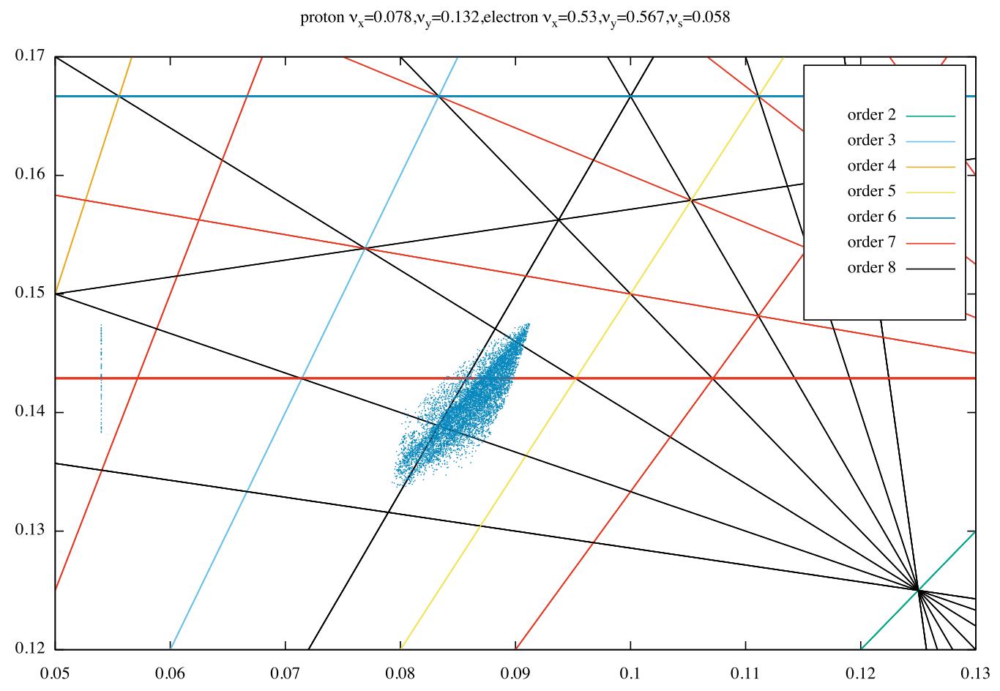 proton νx=0.078,νy=0.132,electron νx=0.53,νy=0.567,νs=0.058
0.17
0.16
0.15
0.14
0.13
0.12
order 2
order 3
order 4
order 5
order 6
order 7
order 8
0.05 0.06 0.07 0.08 0.09 0.1 0.11 0.12 0.13